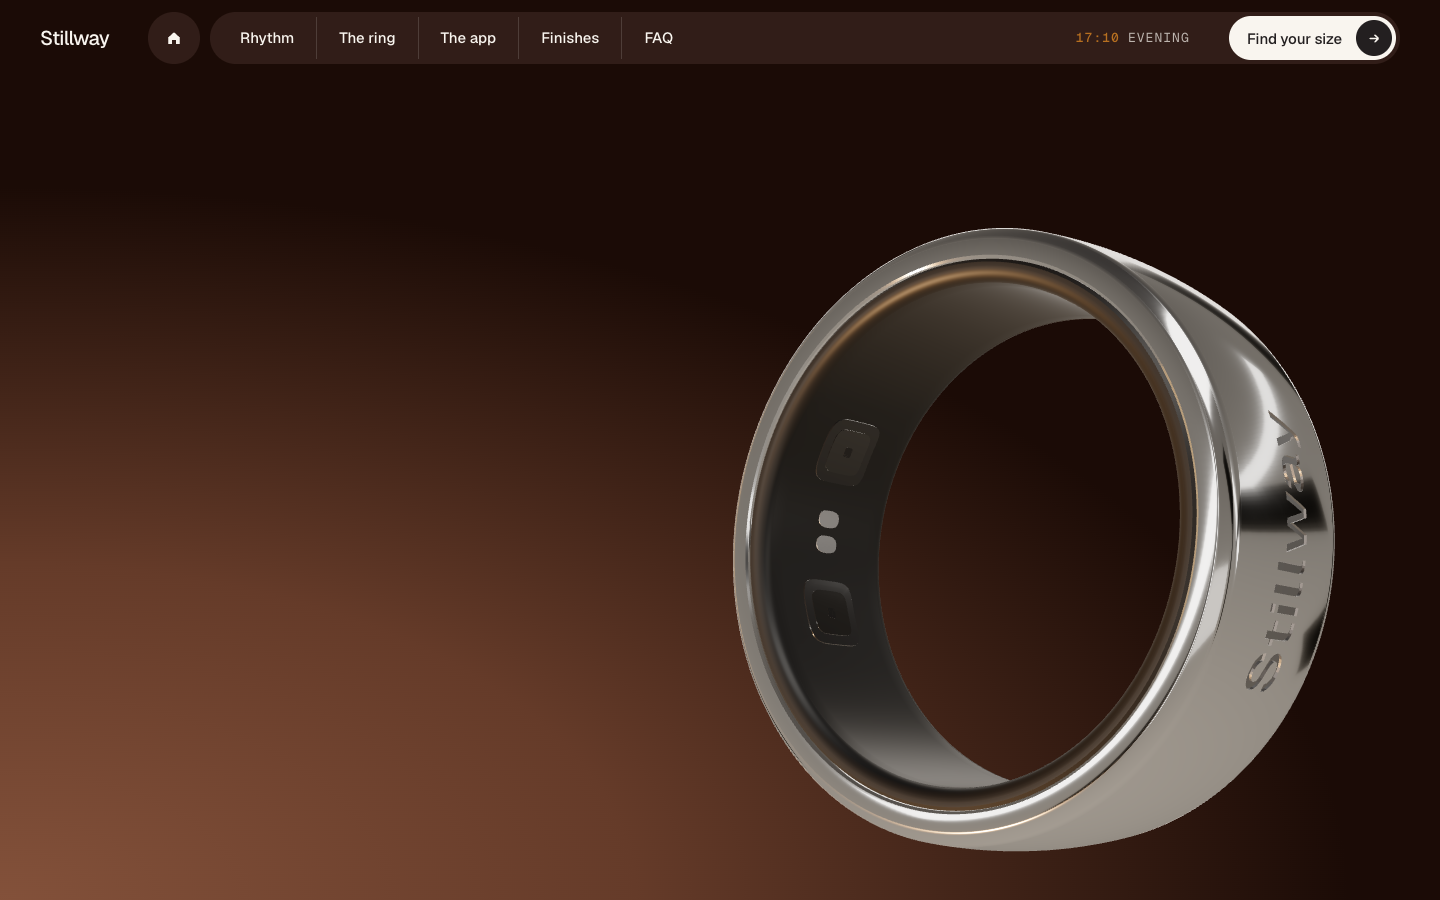 Stillway
Rhythm
The ring
The app
Finishes
FAQ
17:10 EVENING
Find your size
Stillway